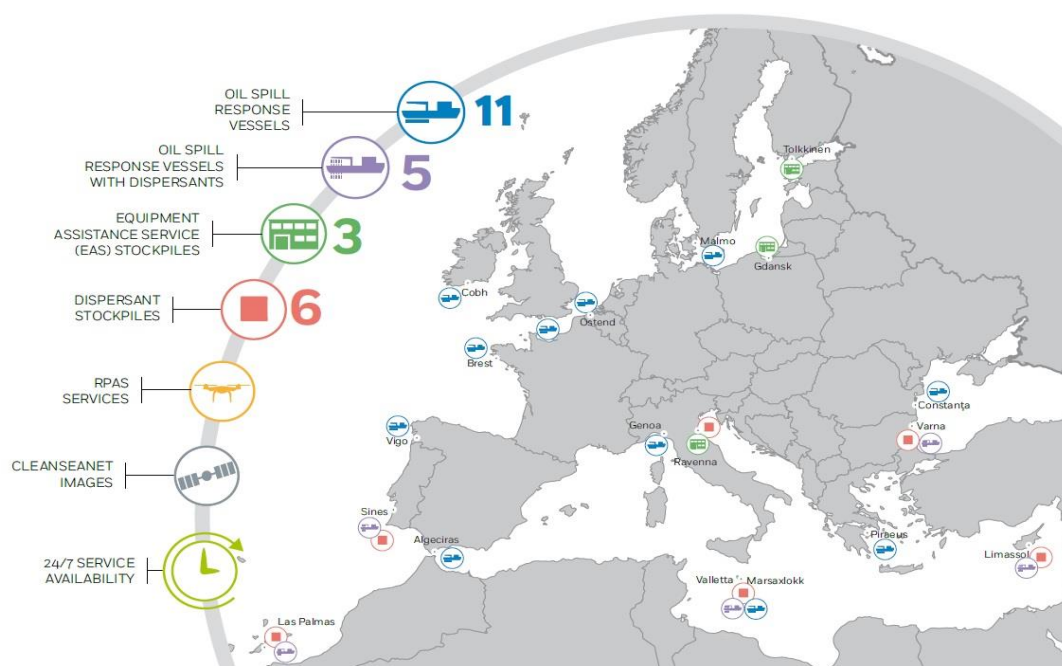 OIL SPILL
RESPONSE
VESSELS
11
OIL SPILL
RESPONSE VESSELS
WITH DISPERSANTS
5
EQUIPMENT
ASSISTANCE SERVICE
(EAS) STOCKPILES
3
DISPERSANT
STOCKPILES
6
RPAS
SERVICES
CLEANSEANET
IMAGES
24/7 SERVICE
AVAILABILITY
Tolkkinen
Malmo
Gdansk
Cobh
Ostend
Brest
Constanţa
Varna
Genoa
Vigo
Ravenna
Sines
Algeciras
Piraeus
Limassol
Valletta
Marsaxlokk
Las Palmas